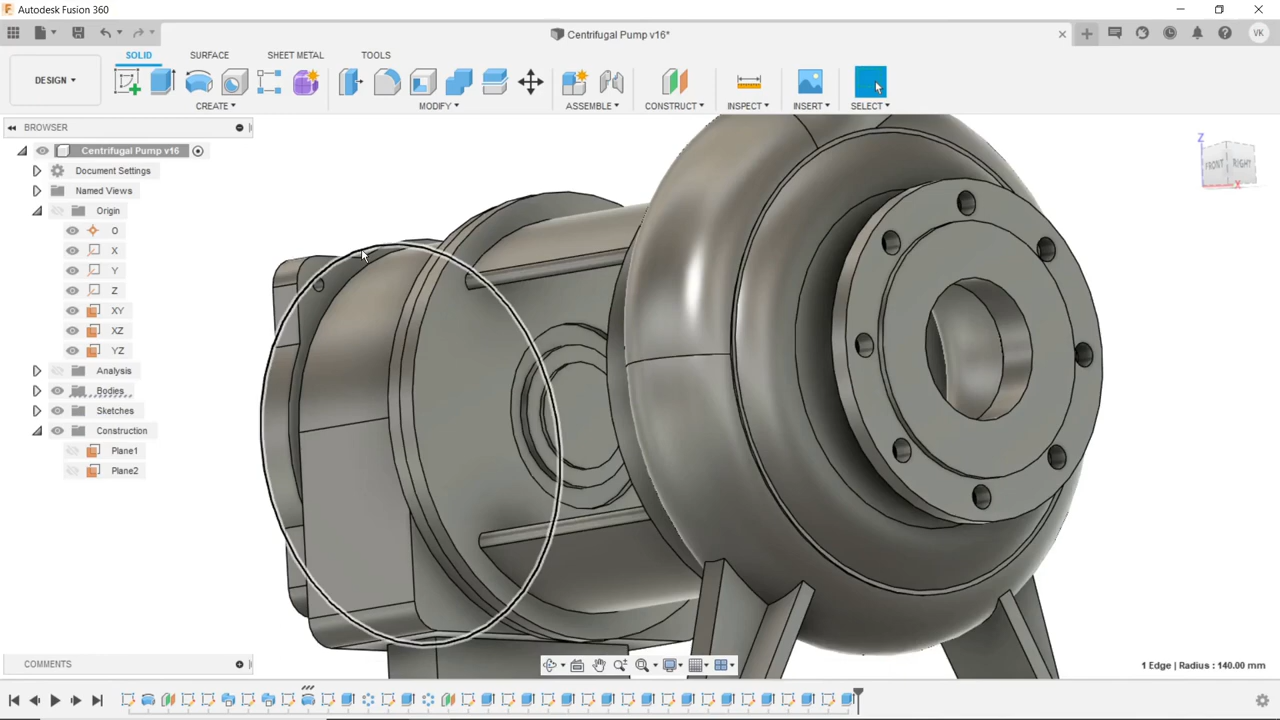 Autodesk Fusion 360
Centrifugal Pump v16*
VK
SOLID SURFACE SHEET METAL TOOLS
DESIGN
CREATE MODIFY ASSEMBLE CONSTRUCT INSPECT INSERT SELECT
BROWSER
Centrifugal Pump v16
Document Settings
Named Views
Origin
O
X
Y
Z
XY
XZ
YZ
Analysis
Bodies
Sketches
Construction
Plane1
Plane2
Z
FRONT RIGHT
X
COMMENTS
1 Edge | Radius : 140.00 mm